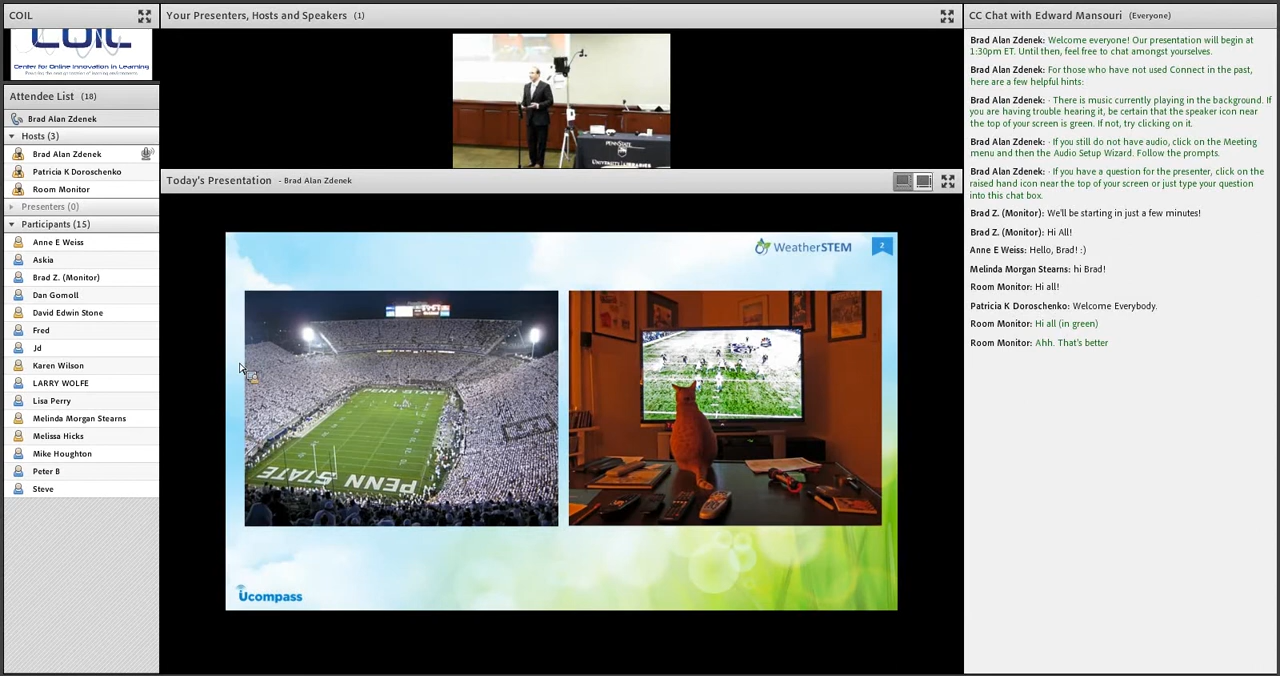 COIL
COIL
Center for Online Innovation in Learning
Attendee List (18)
Brad Alan Zdenek
Hosts (3)
Brad Alan Zdenek
Patricia K Doroschenko
Room Monitor
Presenters (0)
Participants (15)
Anne E Weiss
Askia
Brad Z. (Monitor)
Dan Gomoll
David Edwin Stone
Fred
Jd
Karen Wilson
LARRY WOLFE
Lisa Perry
Melinda Morgan Stearns
Melissa Hicks
Mike Houghton
Peter B
Steve
Your Presenters, Hosts and Speakers (1)
PENNSTATE
UNIVERSITY LIBRARIES
Today's Presentation - Brad Alan Zdenek
WeatherSTEM
2
PENN STATE
PENN STATE
Ucompass
CC Chat with Edward Mansouri (Everyone)
Brad Alan Zdenek: Welcome everyone! Our presentation will begin at
1:30pm ET. Until then, feel free to chat amongst yourselves.
Brad Alan Zdenek: For those who have not used Connect in the past,
here are a few helpful hints:
Brad Alan Zdenek: · There is music currently playing in the background. If
you are having trouble hearing it, be certain that the speaker icon near
the top of your screen is green. If not, try clicking on it.
Brad Alan Zdenek: · If you still do not have audio, click on the Meeting
menu and then the Audio Setup Wizard. Follow the prompts.
Brad Alan Zdenek: · If you have a question for the presenter, click on the
raised hand icon near the top of your screen or just type your question
into this chat box.
Brad Z. (Monitor): We'll be starting in just a few minutes!
Brad Z. (Monitor): Hi All!
Anne E Weiss: Hello, Brad! :)
Melinda Morgan Stearns: hi Brad!
Room Monitor: Hi all!
Patricia K Doroschenko: Welcome Everybody.
Room Monitor: Hi all (in green)
Room Monitor: Ahh. That's better